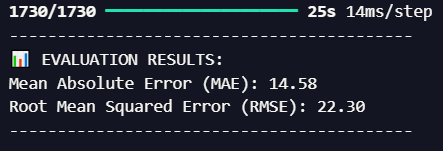 1730/1730 ━━━━━━━━━━━━━━━━━━━━ 25s 14ms/step
------------------------------------------
📊 EVALUATION RESULTS:
Mean Absolute Error (MAE): 14.58
Root Mean Squared Error (RMSE): 22.30
------------------------------------------